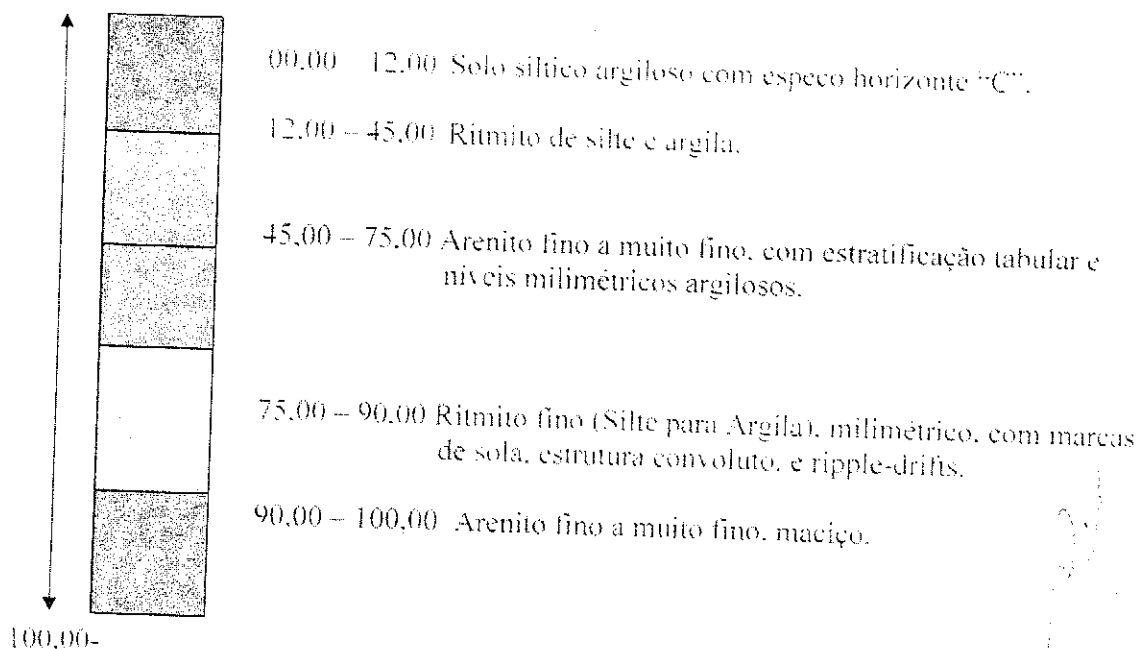 00,00 – 12,00 Solo siltico argiloso com espeço horizonte "C".
12,00 – 45,00 Ritmito de silte e argila.
45,00 – 75,00 Arenito fino a muito fino, com estratificação tabular e
níveis milimétricos argilosos.
75,00 – 90,00 Ritmito fino (Silte para Argila), milimétrico, com marcas
de sola, estrutura convoluto, e ripple-drifts.
90,00 – 100,00 Arenito fino a muito fino, maciço.
100,00-